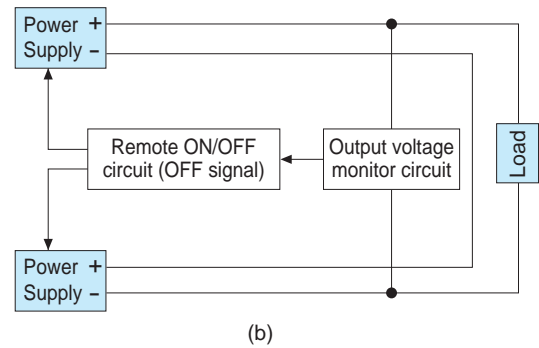 Power +
Supply –
Remote ON/OFF
circuit (OFF signal)
Output voltage
monitor circuit
Load
Power +
Supply –
(b)